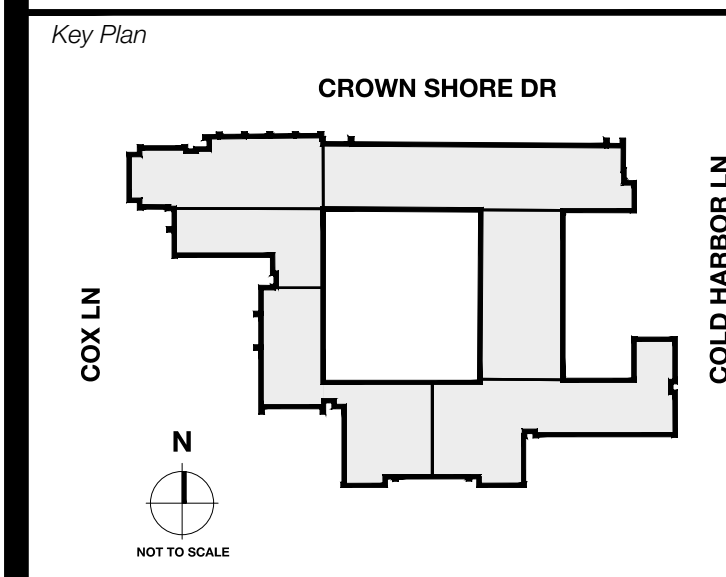 Key Plan
CROWN SHORE DR
COLD HARBOR LN
COX LN
N
NOT TO SCALE